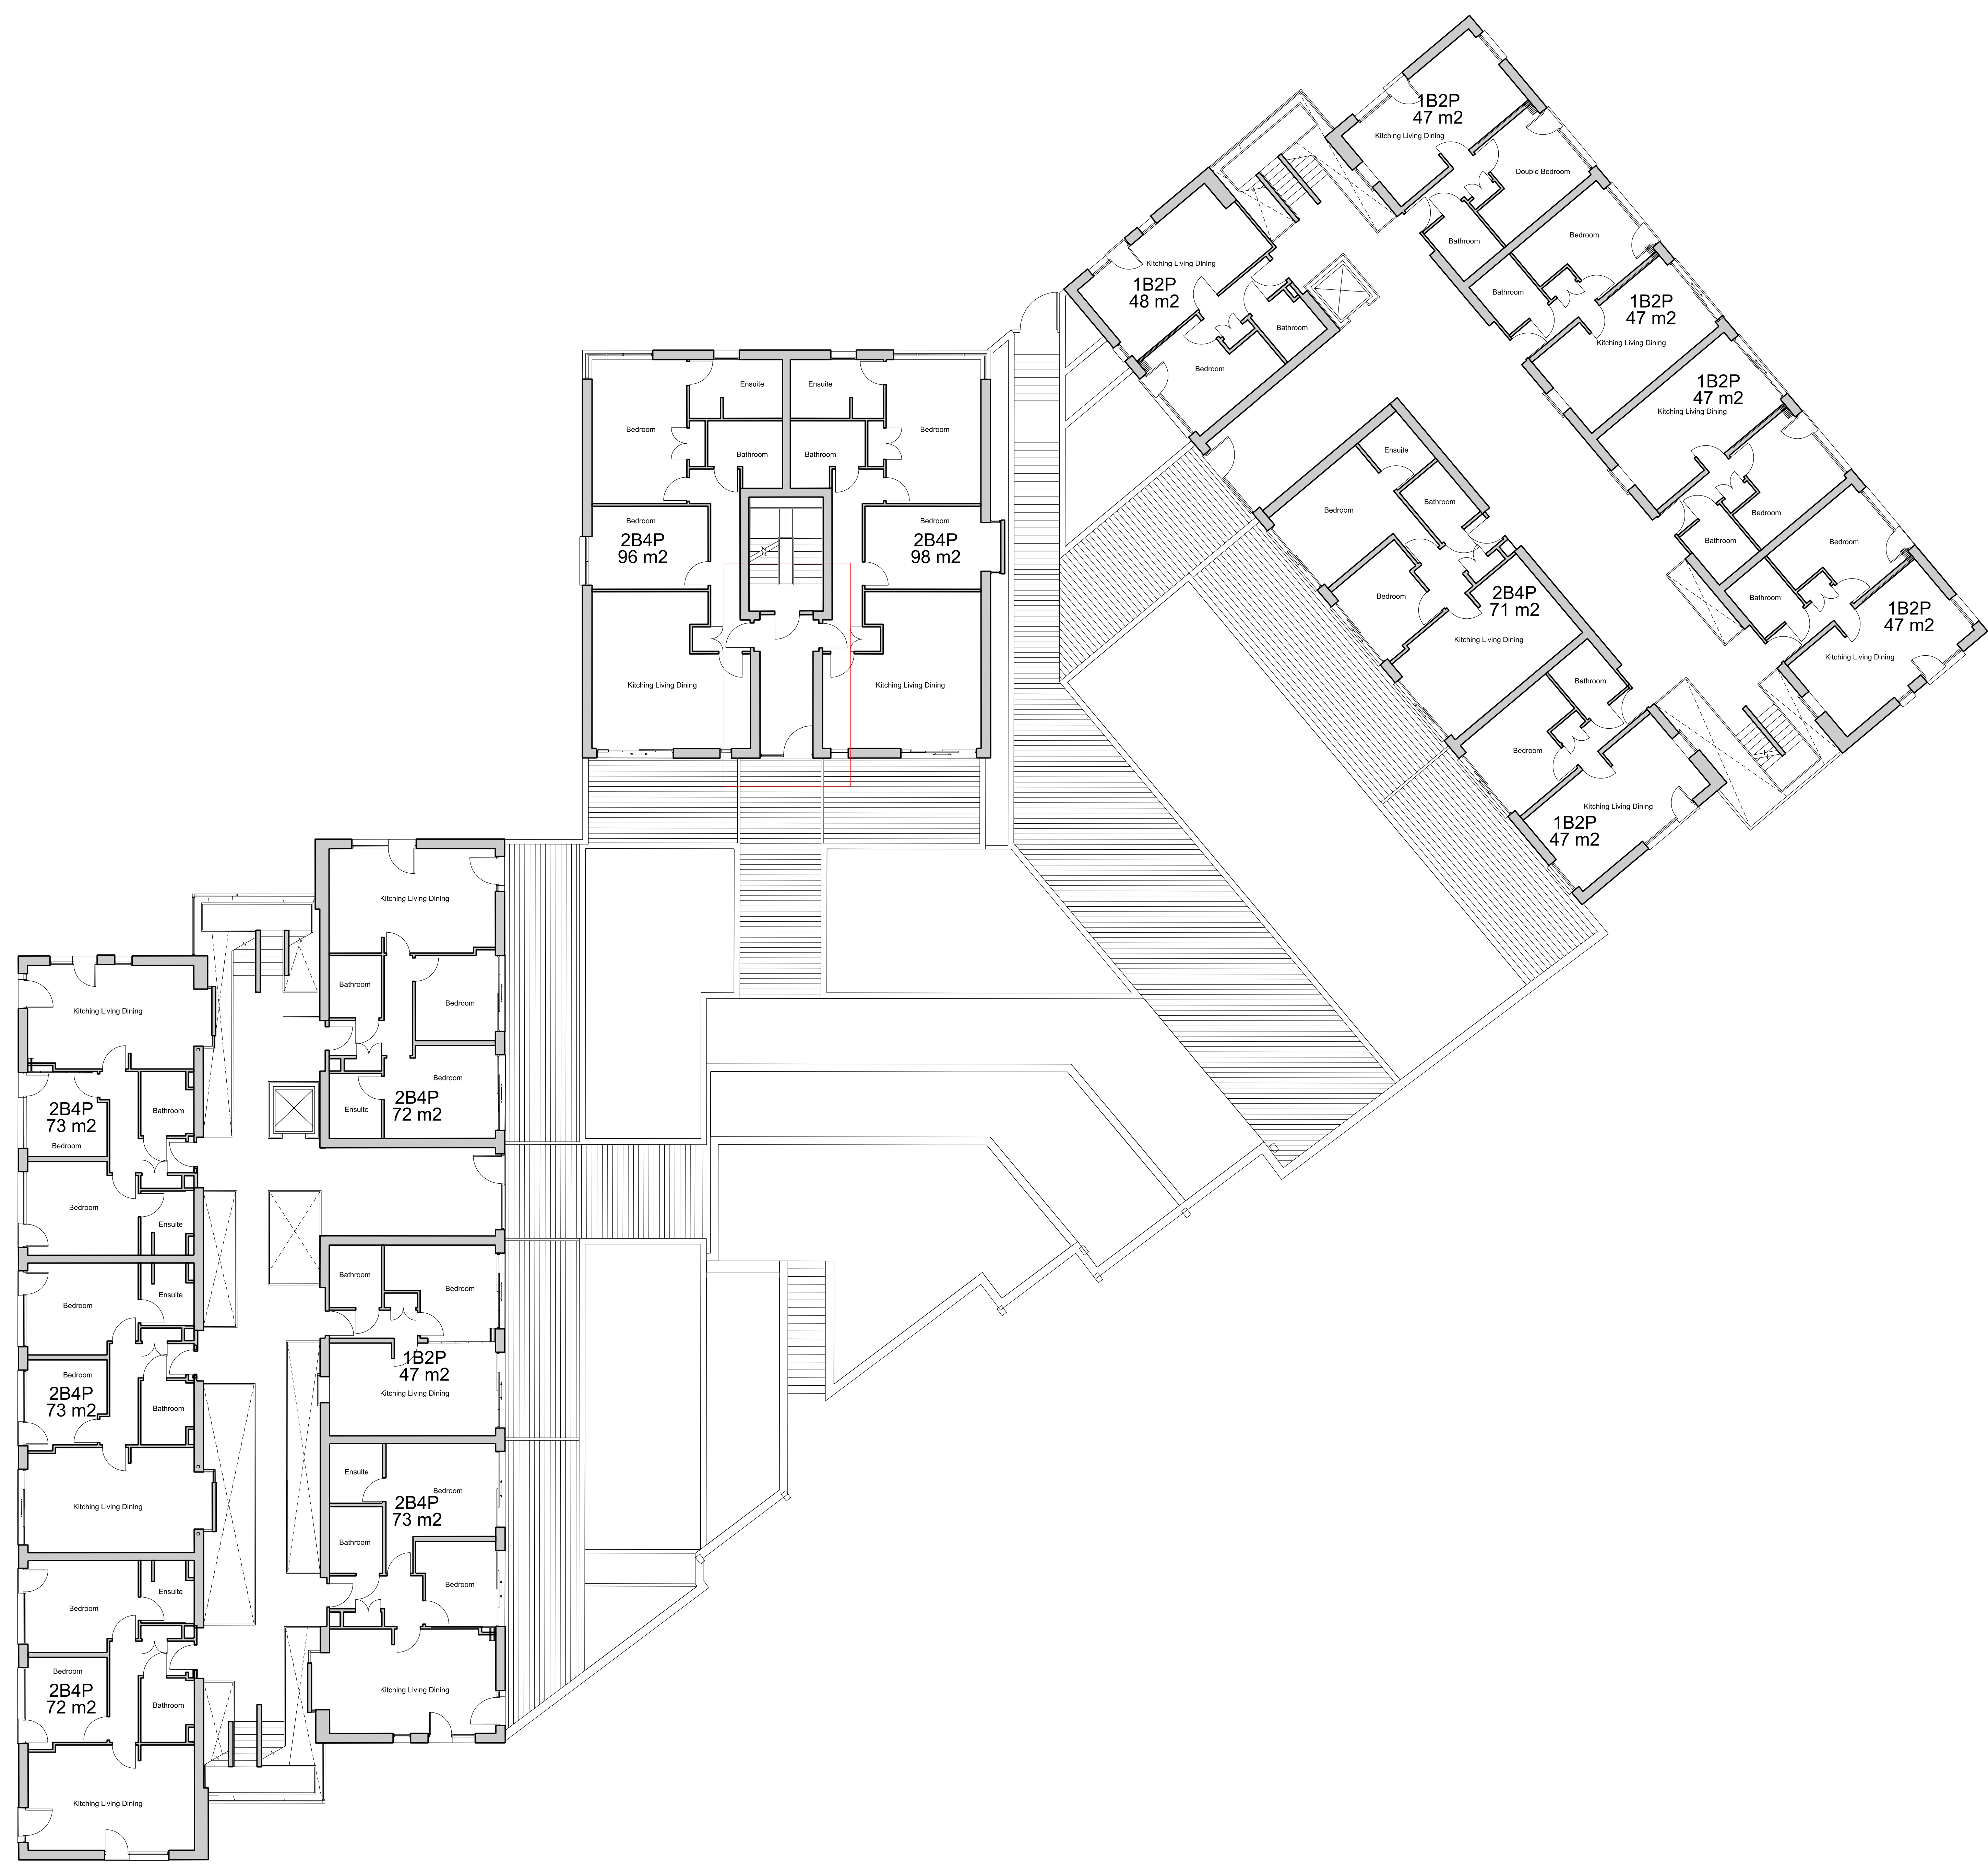 1B2P
47 m2
Kitching Living Dining
Double Bedroom
Bathroom
Bedroom
Bathroom
1B2P
47 m2
Kitching Living Dining
Kitching Living Dining
1B2P
48 m2
Bathroom
Bedroom
1B2P
47 m2
Kitching Living Dining
Bedroom
Bathroom
Bedroom
Bathroom
1B2P
47 m2
Kitching Living Dining
Ensuite
Bathroom
Bedroom
Bedroom
2B4P
71 m2
Kitching Living Dining
Bathroom
Bedroom
Kitching Living Dining
1B2P
47 m2
Ensuite
Ensuite
Bedroom
Bedroom
Bathroom
Bathroom
Bedroom
2B4P
96 m2
Bedroom
2B4P
98 m2
Kitching Living Dining
Kitching Living Dining
Kitching Living Dining
Bathroom
Bedroom
Bedroom
2B4P
72 m2
Ensuite
Kitching Living Dining
2B4P
73 m2
Bedroom
Bathroom
Bedroom
Ensuite
Bedroom
Ensuite
Bedroom
2B4P
73 m2
Bathroom
Kitching Living Dining
Bathroom
Bedroom
1B2P
47 m2
Kitching Living Dining
Ensuite
Bedroom
2B4P
73 m2
Bathroom
Bedroom
Kitching Living Dining
Bedroom
Ensuite
Bedroom
2B4P
72 m2
Bathroom
Kitching Living Dining